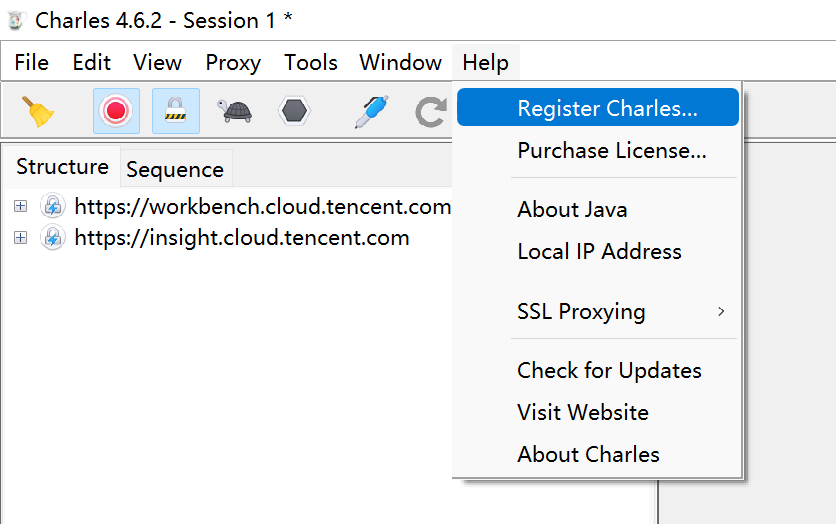 Charles 4.6.2 - Session 1 *
File Edit View Proxy Tools Window Help
Register Charles...
Purchase License...
Structure Sequence
https://workbench.cloud.tencent.com
https://insight.cloud.tencent.com
About Java
Local IP Address
SSL Proxying
Check for Updates
Visit Website
About Charles